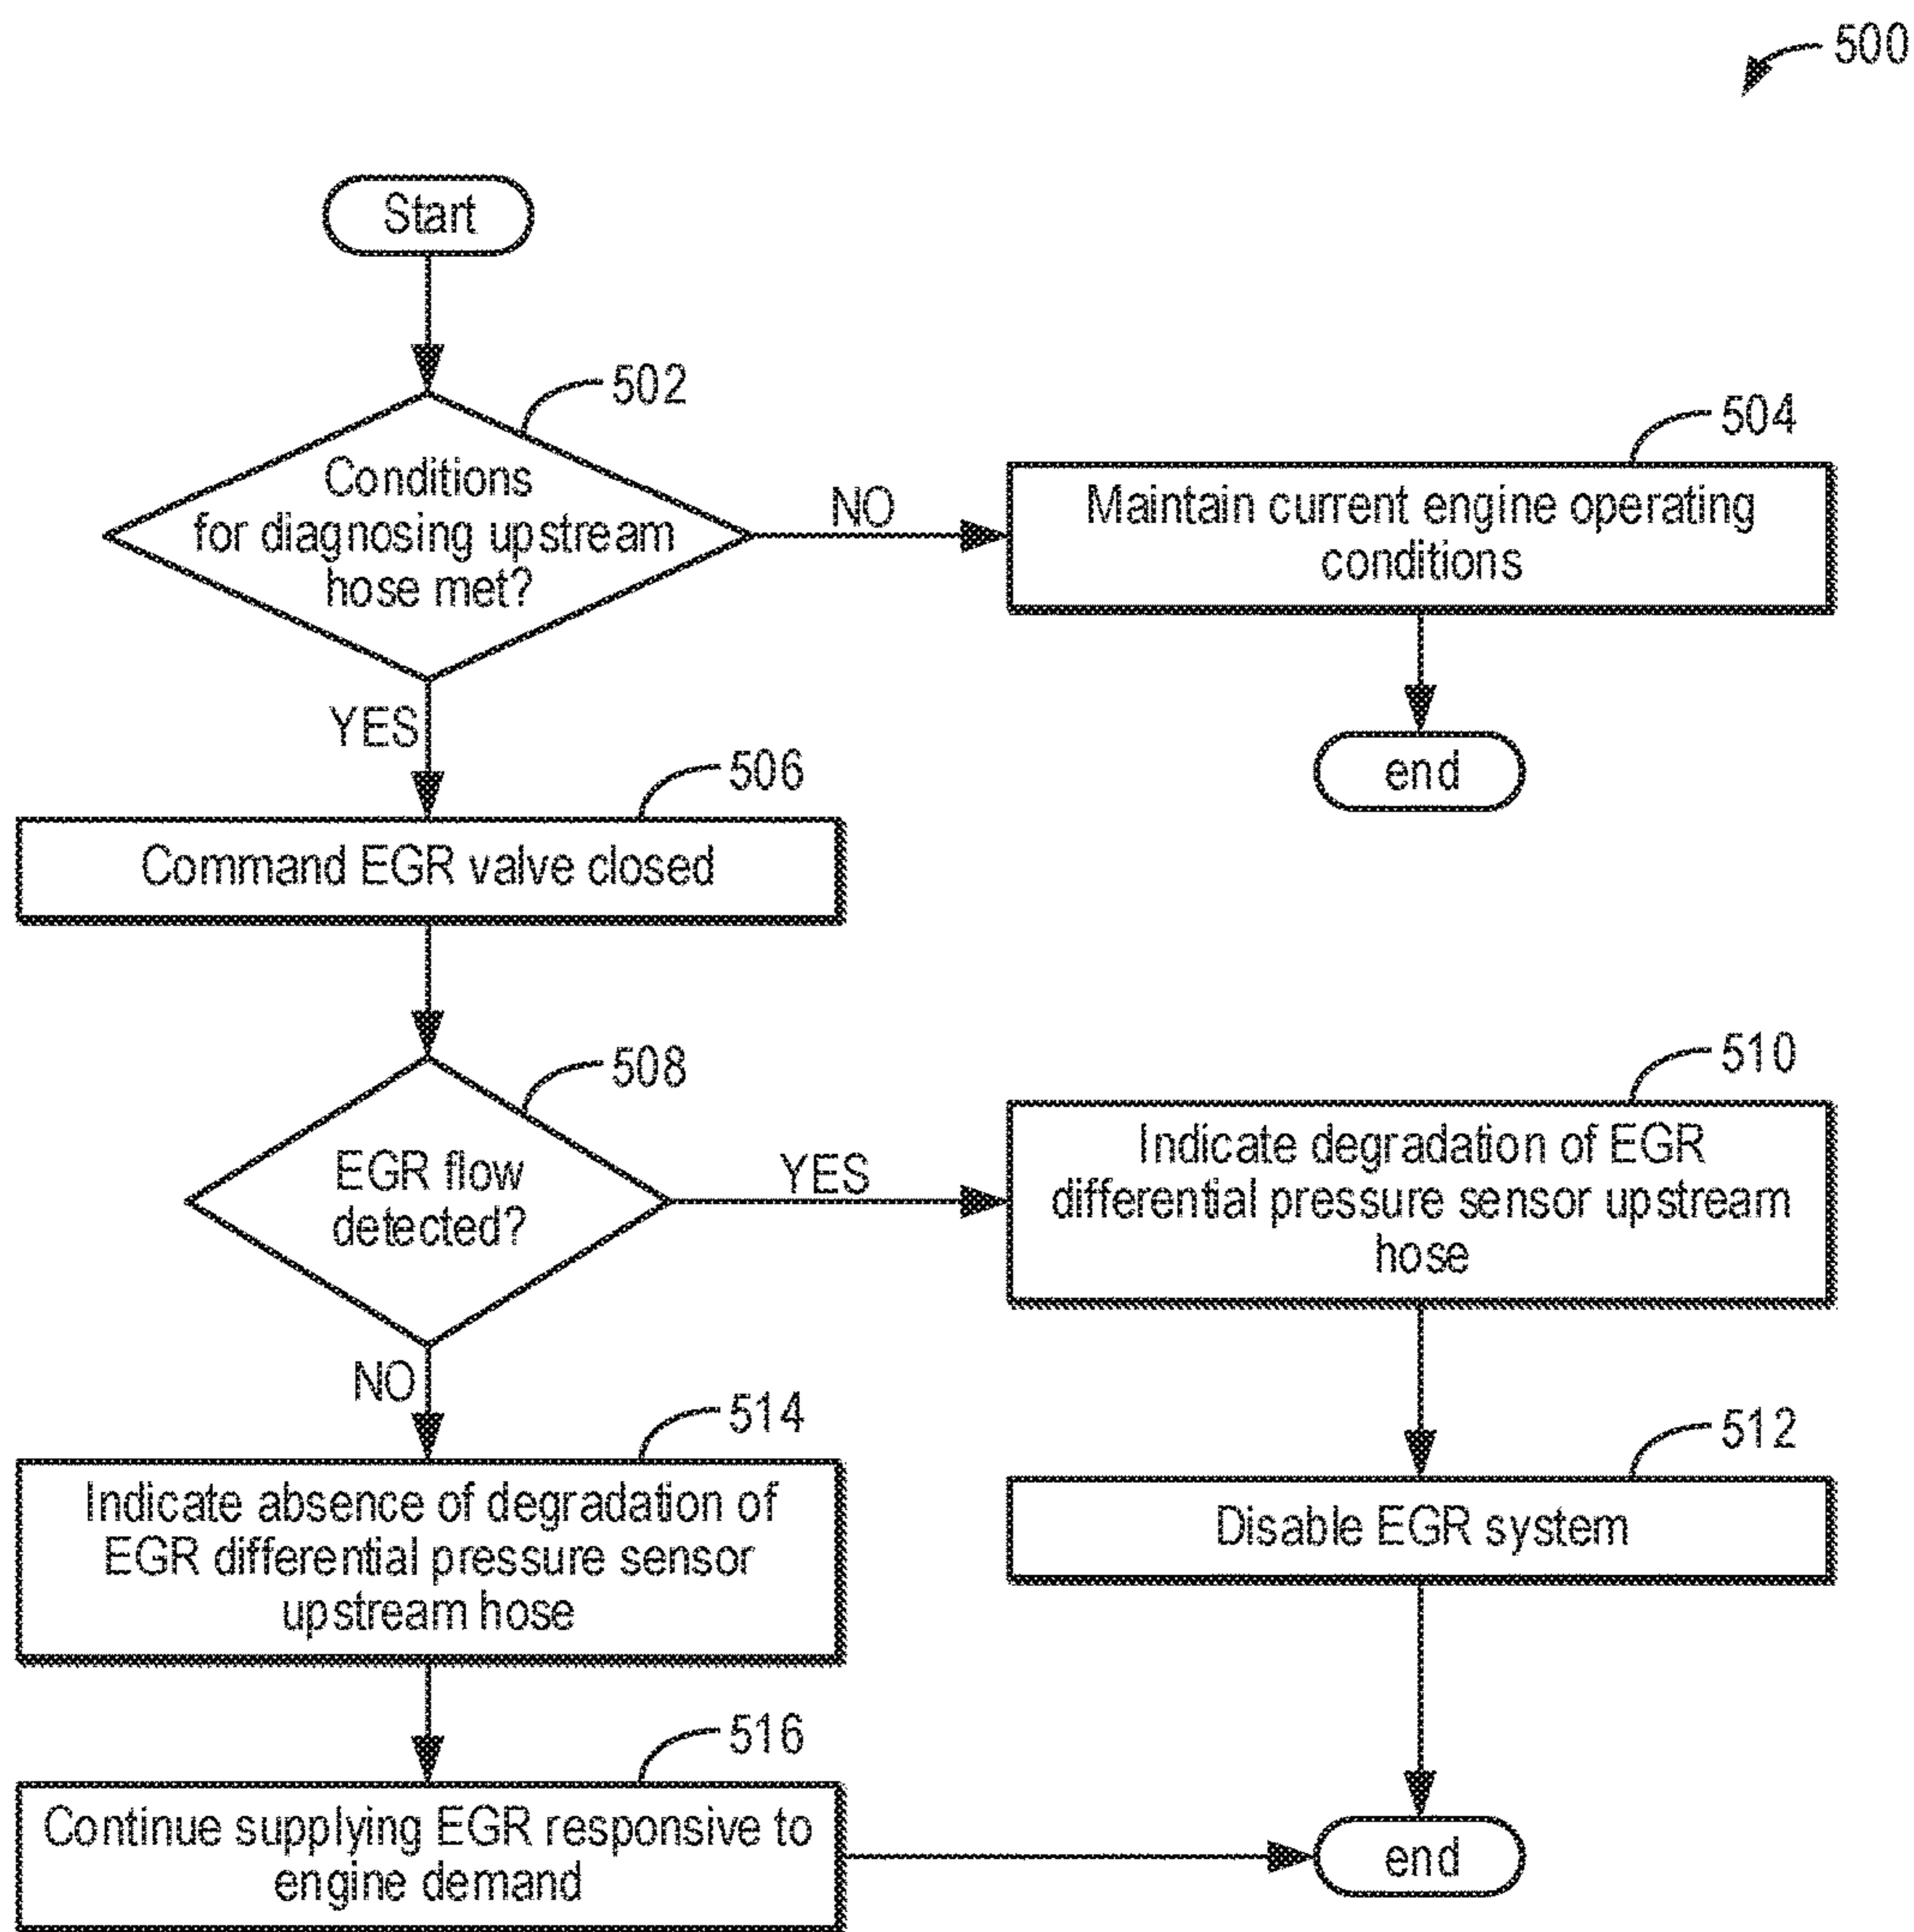 500
Start
502
Conditions
for diagnosing upstream
hose met?
NO
504
Maintain current engine operating
conditions
end
YES
506
Command EGR valve closed
508
EGR flow
detected?
YES
510
Indicate degradation of EGR
differential pressure sensor upstream
hose
512
Disable EGR system
NO
514
Indicate absence of degradation of
EGR differential pressure sensor
upstream hose
516
Continue supplying EGR responsive to
engine demand
end